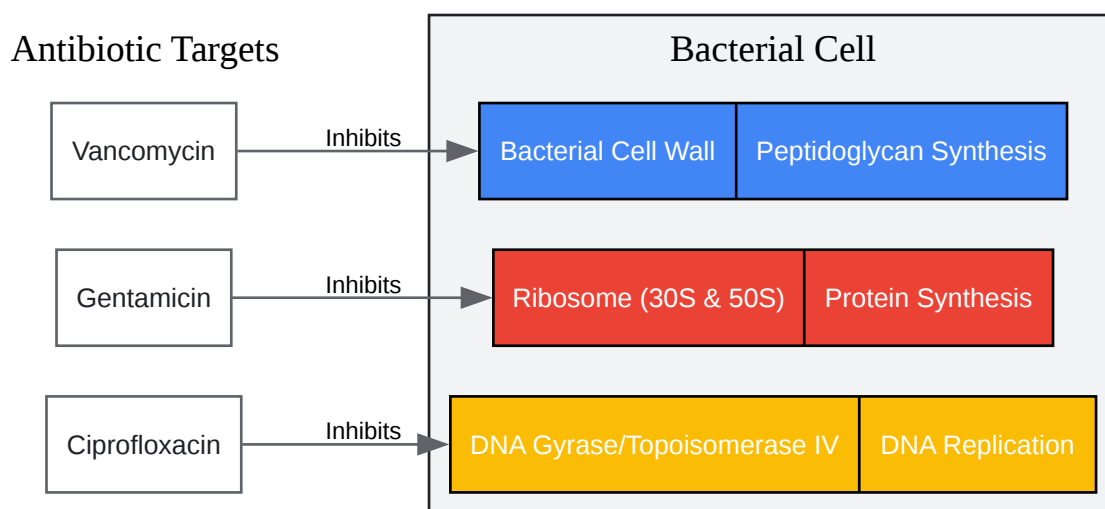 Antibiotic Targets
Bacterial Cell
Vancomycin
Inhibits
Bacterial Cell Wall
Peptidoglycan Synthesis
Gentamicin
Inhibits
Ribosome (30S & 50S)
Protein Synthesis
Ciprofloxacin
Inhibits
DNA Gyrase/Topoisomerase IV
DNA Replication